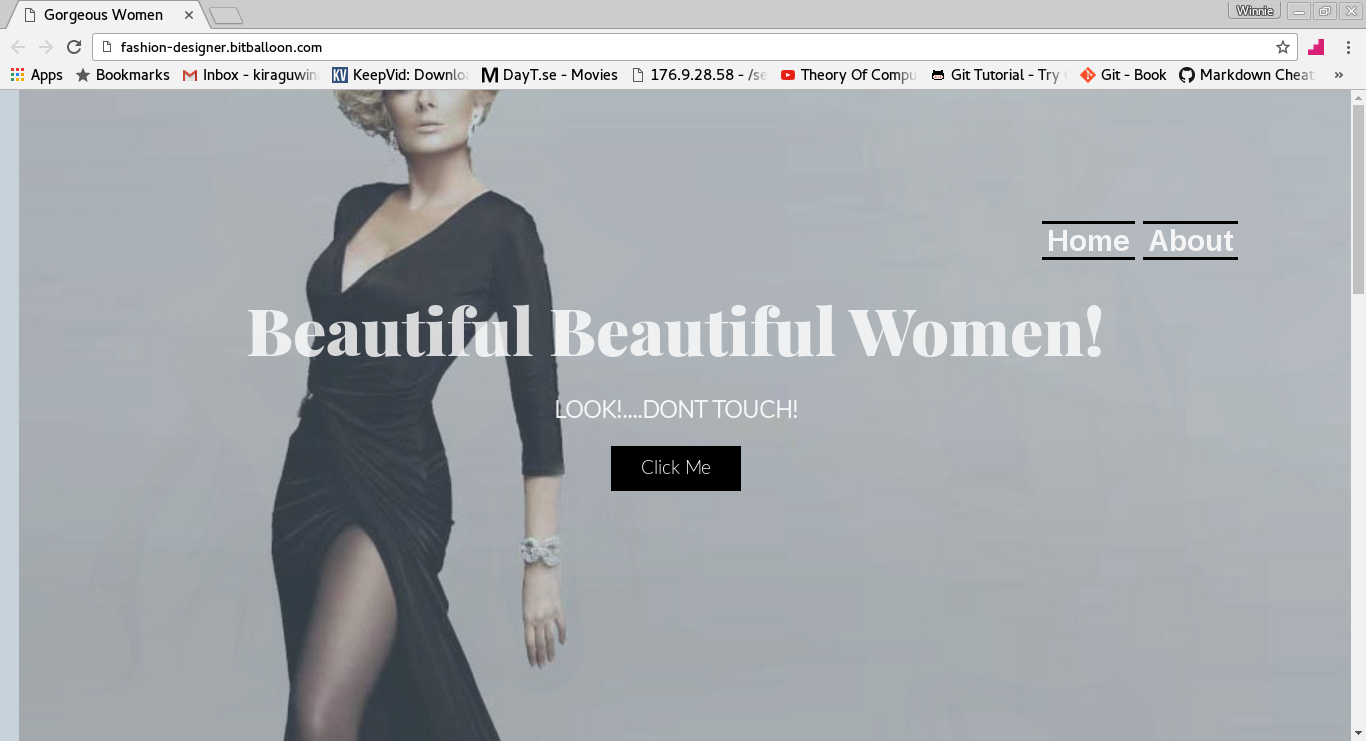 Gorgeous Women
Winnie
fashion-designer.bitballoon.com
Apps Bookmarks Inbox - kiraguwin KeepVid: Downlo DayT.se - Movies 176.9.28.58 - /se Theory Of Compu Git Tutorial - Try Git - Book Markdown Cheat »
Home About
Beautiful Beautiful Women!
LOOK!....DONT TOUCH!
Click Me